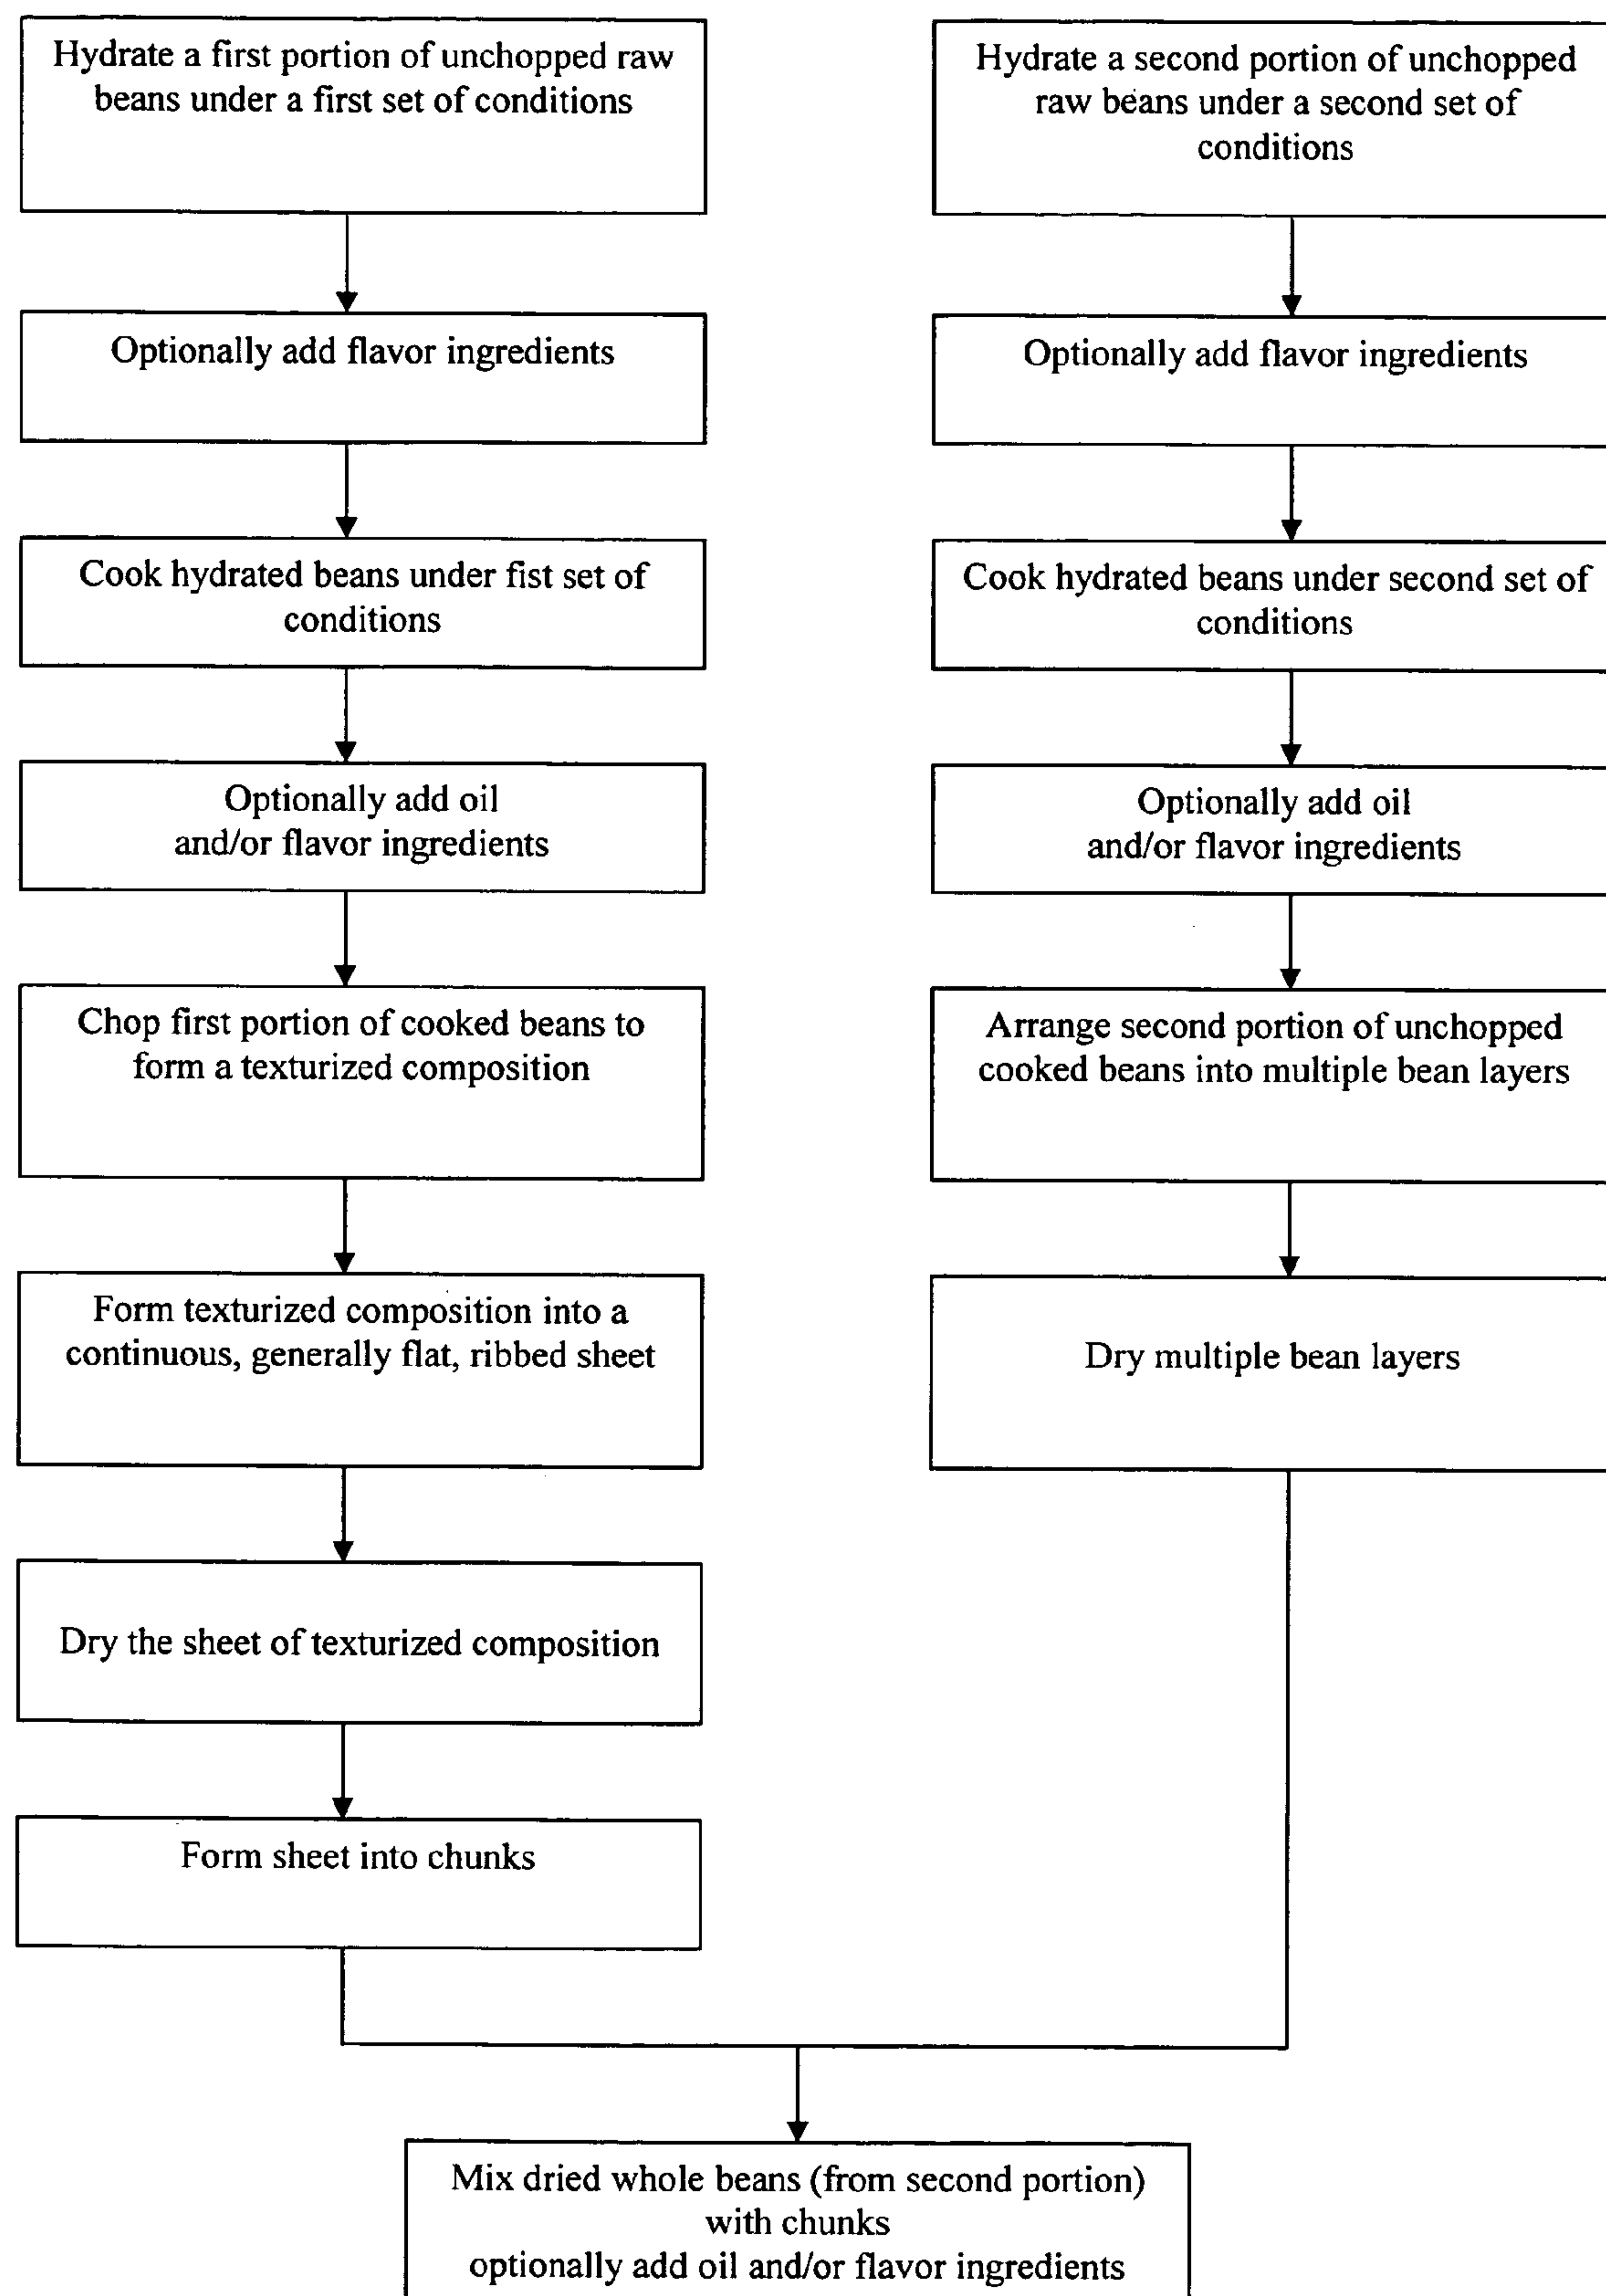 Hydrate a first portion of unchopped raw
beans under a first set of conditions
Optionally add flavor ingredients
Cook hydrated beans under fist set of
conditions
Optionally add oil
and/or flavor ingredients
Chop first portion of cooked beans to
form a texturized composition
Form texturized composition into a
continuous, generally flat, ribbed sheet
Dry the sheet of texturized composition
Form sheet into chunks
Hydrate a second portion of unchopped
raw beans under a second set of
conditions
Optionally add flavor ingredients
Cook hydrated beans under second set of
conditions
Optionally add oil
and/or flavor ingredients
Arrange second portion of unchopped
cooked beans into multiple bean layers
Dry multiple bean layers
Mix dried whole beans (from second portion)
with chunks
optionally add oil and/or flavor ingredients